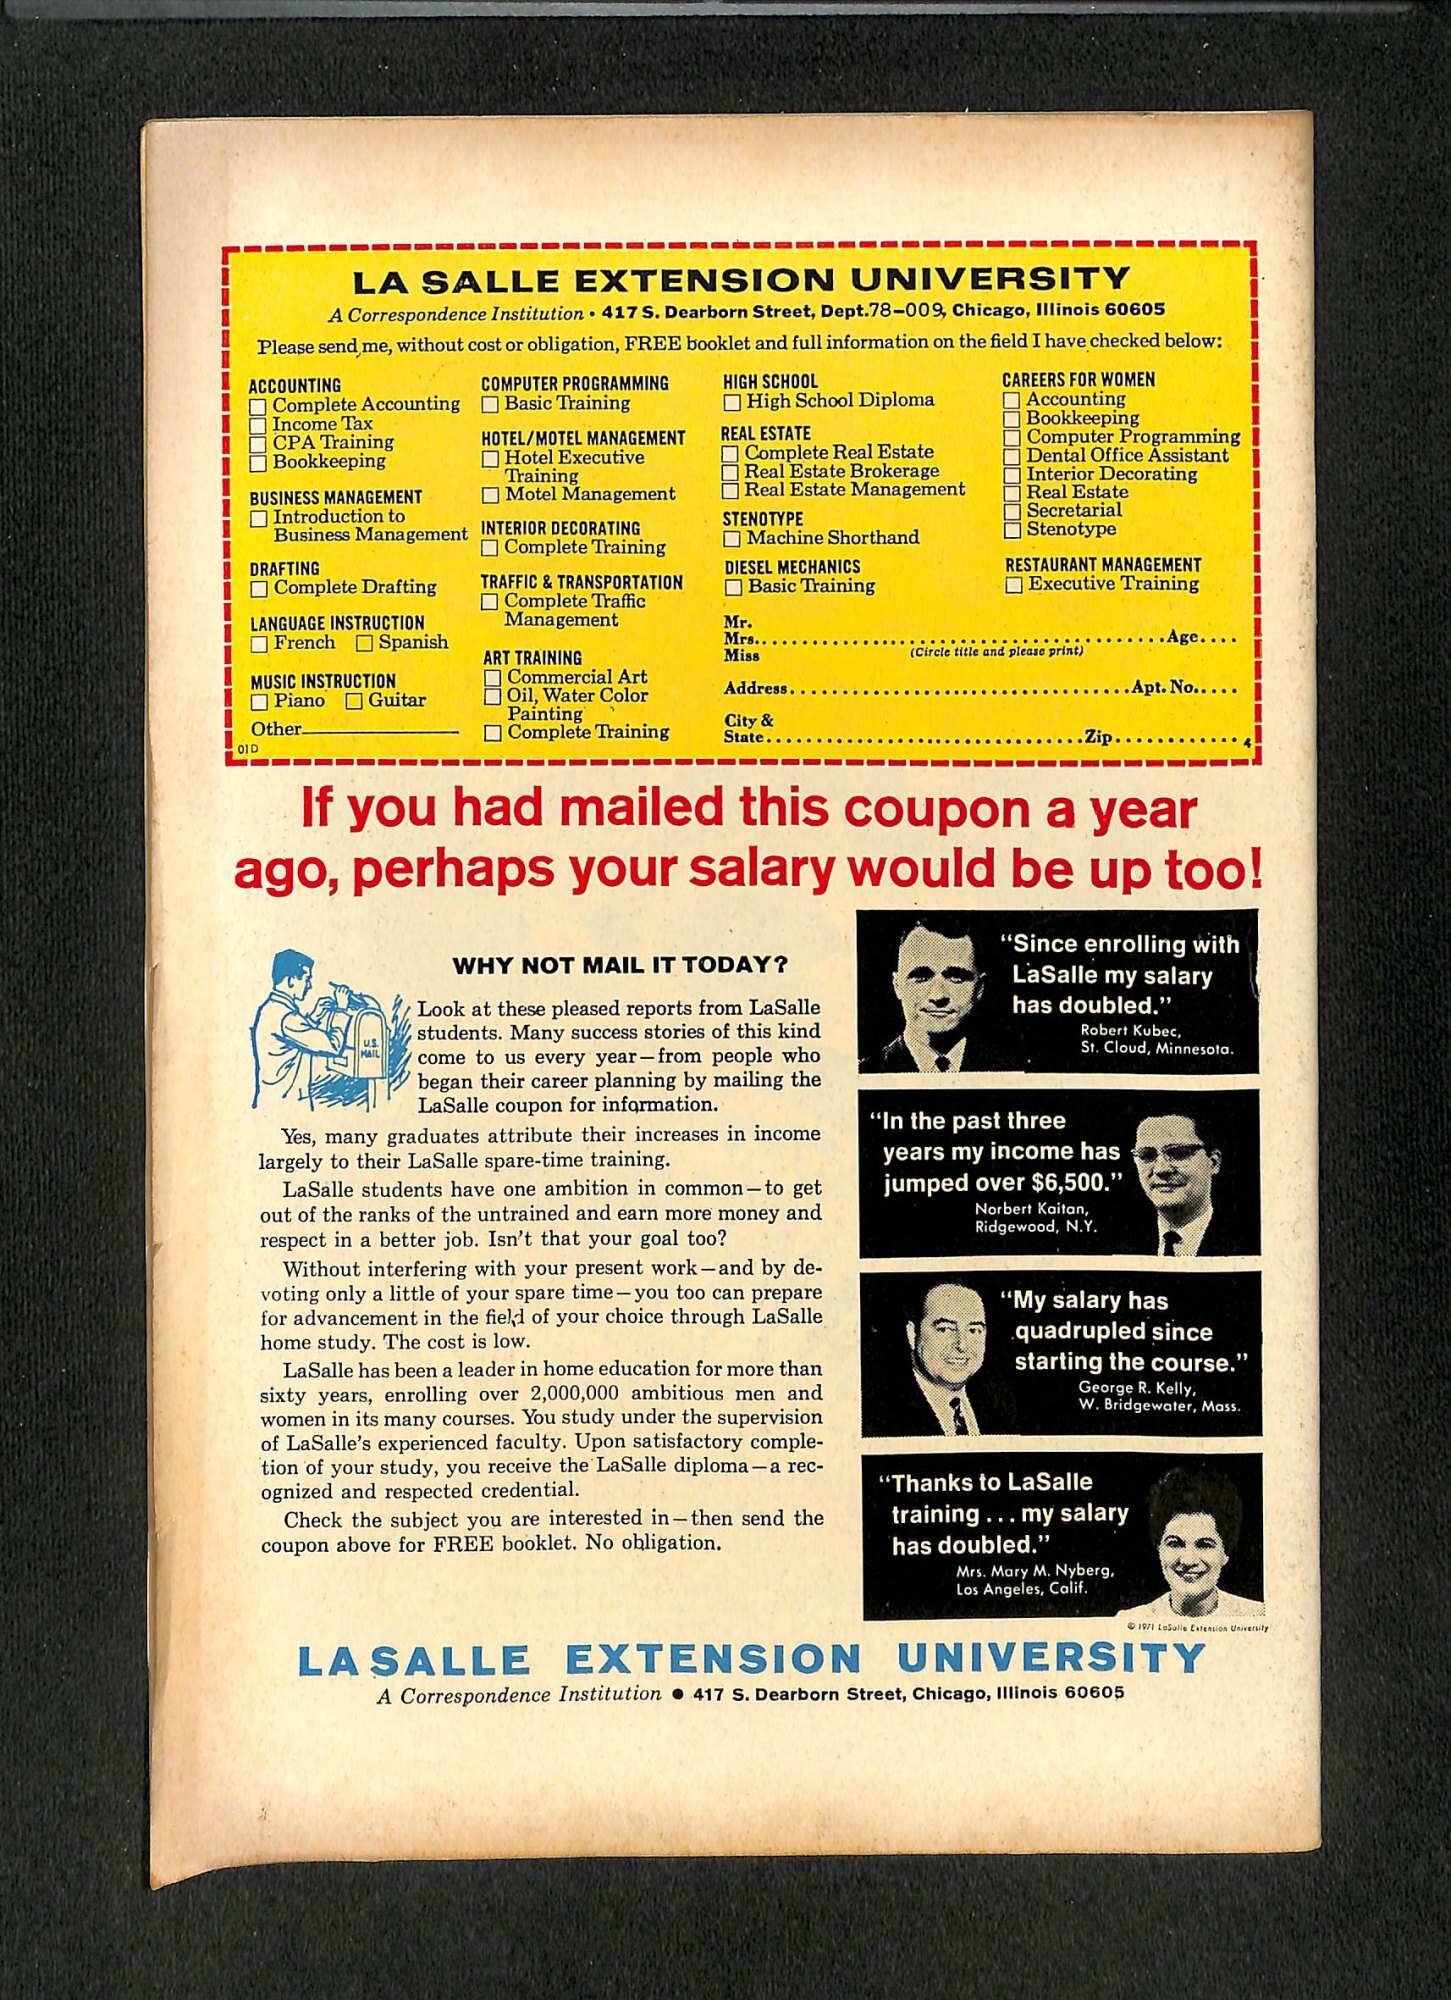 LA SALLE EXTENSION UNIVERSITY
A Correspondence Institution • 417 S. Dearborn Street, Dept.78–009, Chicago, Illinois 60605
Please send me, without cost or obligation, FREE booklet and full information on the field I have checked below:
ACCOUNTING
Complete Accounting
Income Tax
CPA Training
Bookkeeping
BUSINESS MANAGEMENT
Introduction to
Business Management
DRAFTING
Complete Drafting
LANGUAGE INSTRUCTION
French Spanish
MUSIC INSTRUCTION
Piano Guitar
Other
01D
COMPUTER PROGRAMMING
Basic Training
HOTEL/MOTEL MANAGEMENT
Hotel Executive
Training
Motel Management
INTERIOR DECORATING
Complete Training
TRAFFIC & TRANSPORTATION
Complete Traffic
Management
ART TRAINING
Commercial Art
Oil, Water Color
Painting
Complete Training
HIGH SCHOOL
High School Diploma
REAL ESTATE
Complete Real Estate
Real Estate Brokerage
Real Estate Management
STENOTYPE
Machine Shorthand
DIESEL MECHANICS
Basic Training
CAREERS FOR WOMEN
Accounting
Bookkeeping
Computer Programming
Dental Office Assistant
Interior Decorating
Real Estate
Secretarial
Stenotype
RESTAURANT MANAGEMENT
Executive Training
Mr.
Mrs. Age
Miss (Circle title and please print)
Address Apt. No.
City &
State Zip 4
If you had mailed this coupon a year
ago, perhaps your salary would be up too!
WHY NOT MAIL IT TODAY?
U.S.
MAIL
Look at these pleased reports from LaSalle
students. Many success stories of this kind
come to us every year—from people who
began their career planning by mailing the
LaSalle coupon for information.
Yes, many graduates attribute their increases in income
largely to their LaSalle spare-time training.
LaSalle students have one ambition in common—to get
out of the ranks of the untrained and earn more money and
respect in a better job. Isn't that your goal too?
Without interfering with your present work—and by de-
voting only a little of your spare time—you too can prepare
for advancement in the field of your choice through LaSalle
home study. The cost is low.
LaSalle has been a leader in home education for more than
sixty years, enrolling over 2,000,000 ambitious men and
women in its many courses. You study under the supervision
of LaSalle's experienced faculty. Upon satisfactory comple-
tion of your study, you receive the LaSalle diploma—a rec-
ognized and respected credential.
Check the subject you are interested in—then send the
coupon above for FREE booklet. No obligation.
"Since enrolling with
LaSalle my salary
has doubled."
Robert Kubec,
St. Cloud, Minnesota.
"In the past three
years my income has
jumped over $6,500."
Norbert Kaitan,
Ridgewood, N.Y.
"My salary has
quadrupled since
starting the course."
George R. Kelly,
W. Bridgewater, Mass.
"Thanks to LaSalle
training ... my salary
has doubled."
Mrs. Mary M. Nyberg,
Los Angeles, Calif.
© 1971 LaSalle Extension University
LA SALLE EXTENSION UNIVERSITY
A Correspondence Institution • 417 S. Dearborn Street, Chicago, Illinois 60605